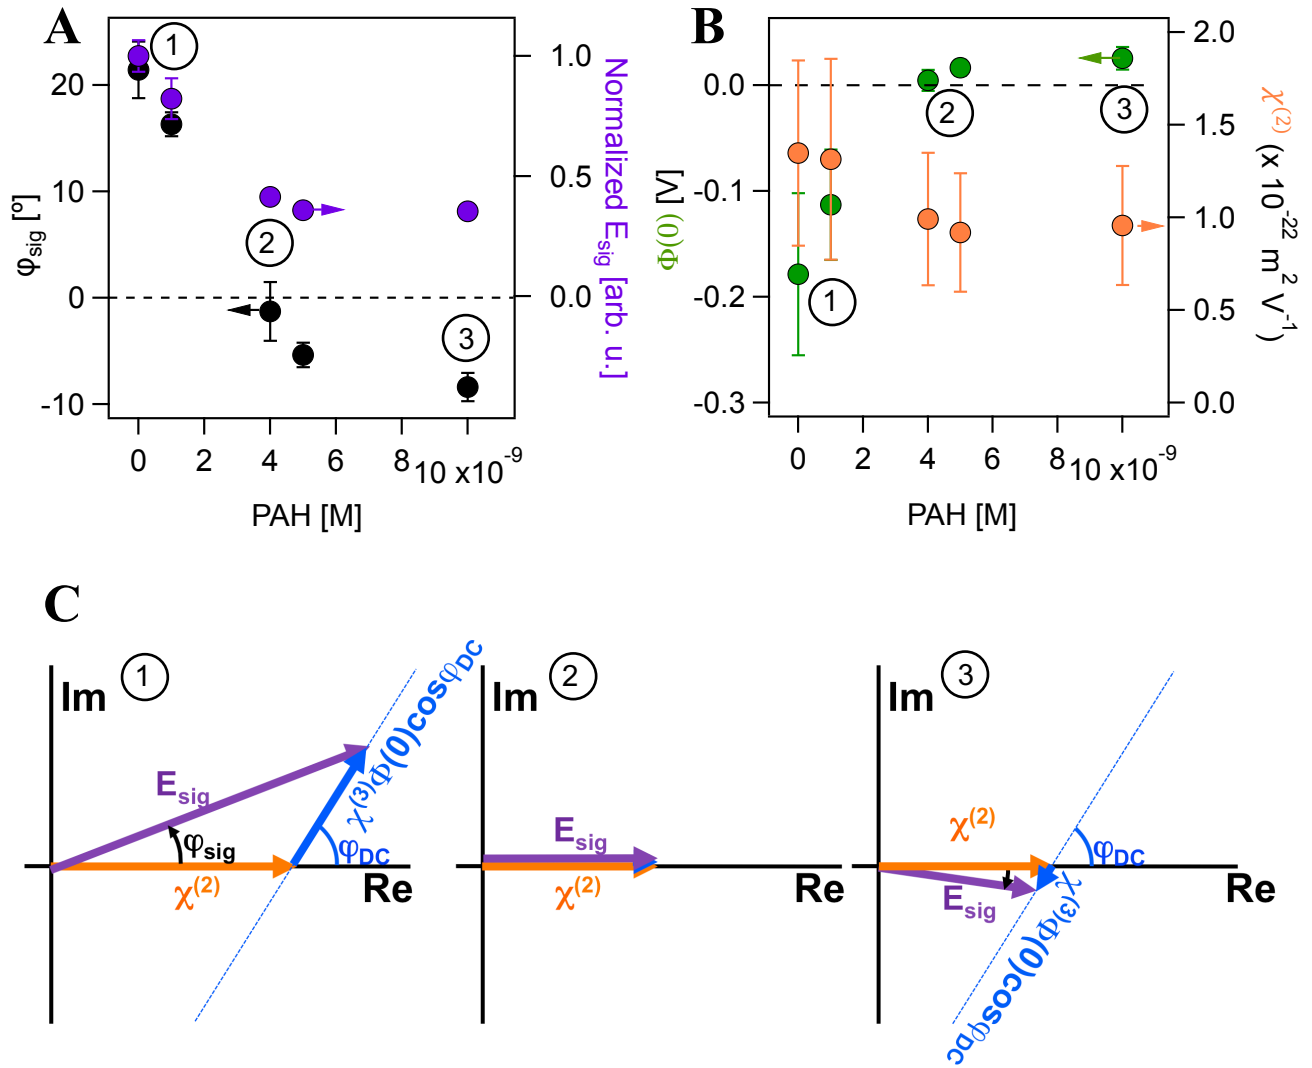 A
20
10
0
-10
φsig [º]
1
2
3
1.0
0.5
0.0
Normalized Esig [arb. u.]
0
2
4
6
8
10 x10-9
PAH [M]
B
0.0
-0.1
-0.2
-0.3
Φ(0) [V]
1
2
3
2.0
1.5
1.0
0.5
0.0
χ(2) (x 10-22 m2 V-1)
0
2
4
6
8
10 x10-9
PAH [M]
C
1
Im
Esig
φsig
χ(2)
χ(3)Φ(0)cosφDC
φDC
Re
2
Im
Esig
χ(2)
Re
3
Im
χ(2)
φDC
Esig
χ(3)Φ(0)cosφDC
Re